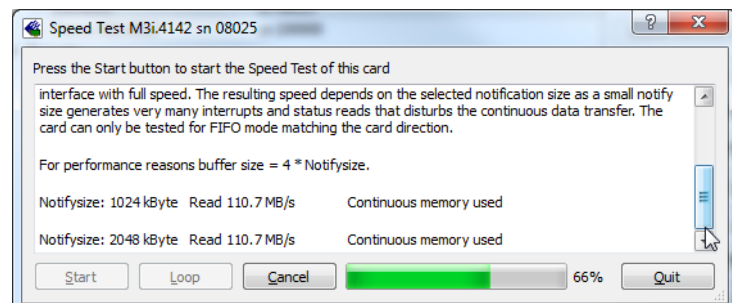 Speed Test M3i.4142 sn 08025
Press the Start button to start the Speed Test of this card
interface with full speed. The resulting speed depends on the selected notification size as a small notify
size generates very many interrupts and status reads that disturbs the continuous data transfer. The
card can only be tested for FIFO mode matching the card direction.
For performance reasons buffer size = 4 * Notifysize.
Notifysize: 1024 kByte Read 110.7 MB/s Continuous memory used
Notifysize: 2048 kByte Read 110.7 MB/s Continuous memory used
Start Loop Cancel 66% Quit